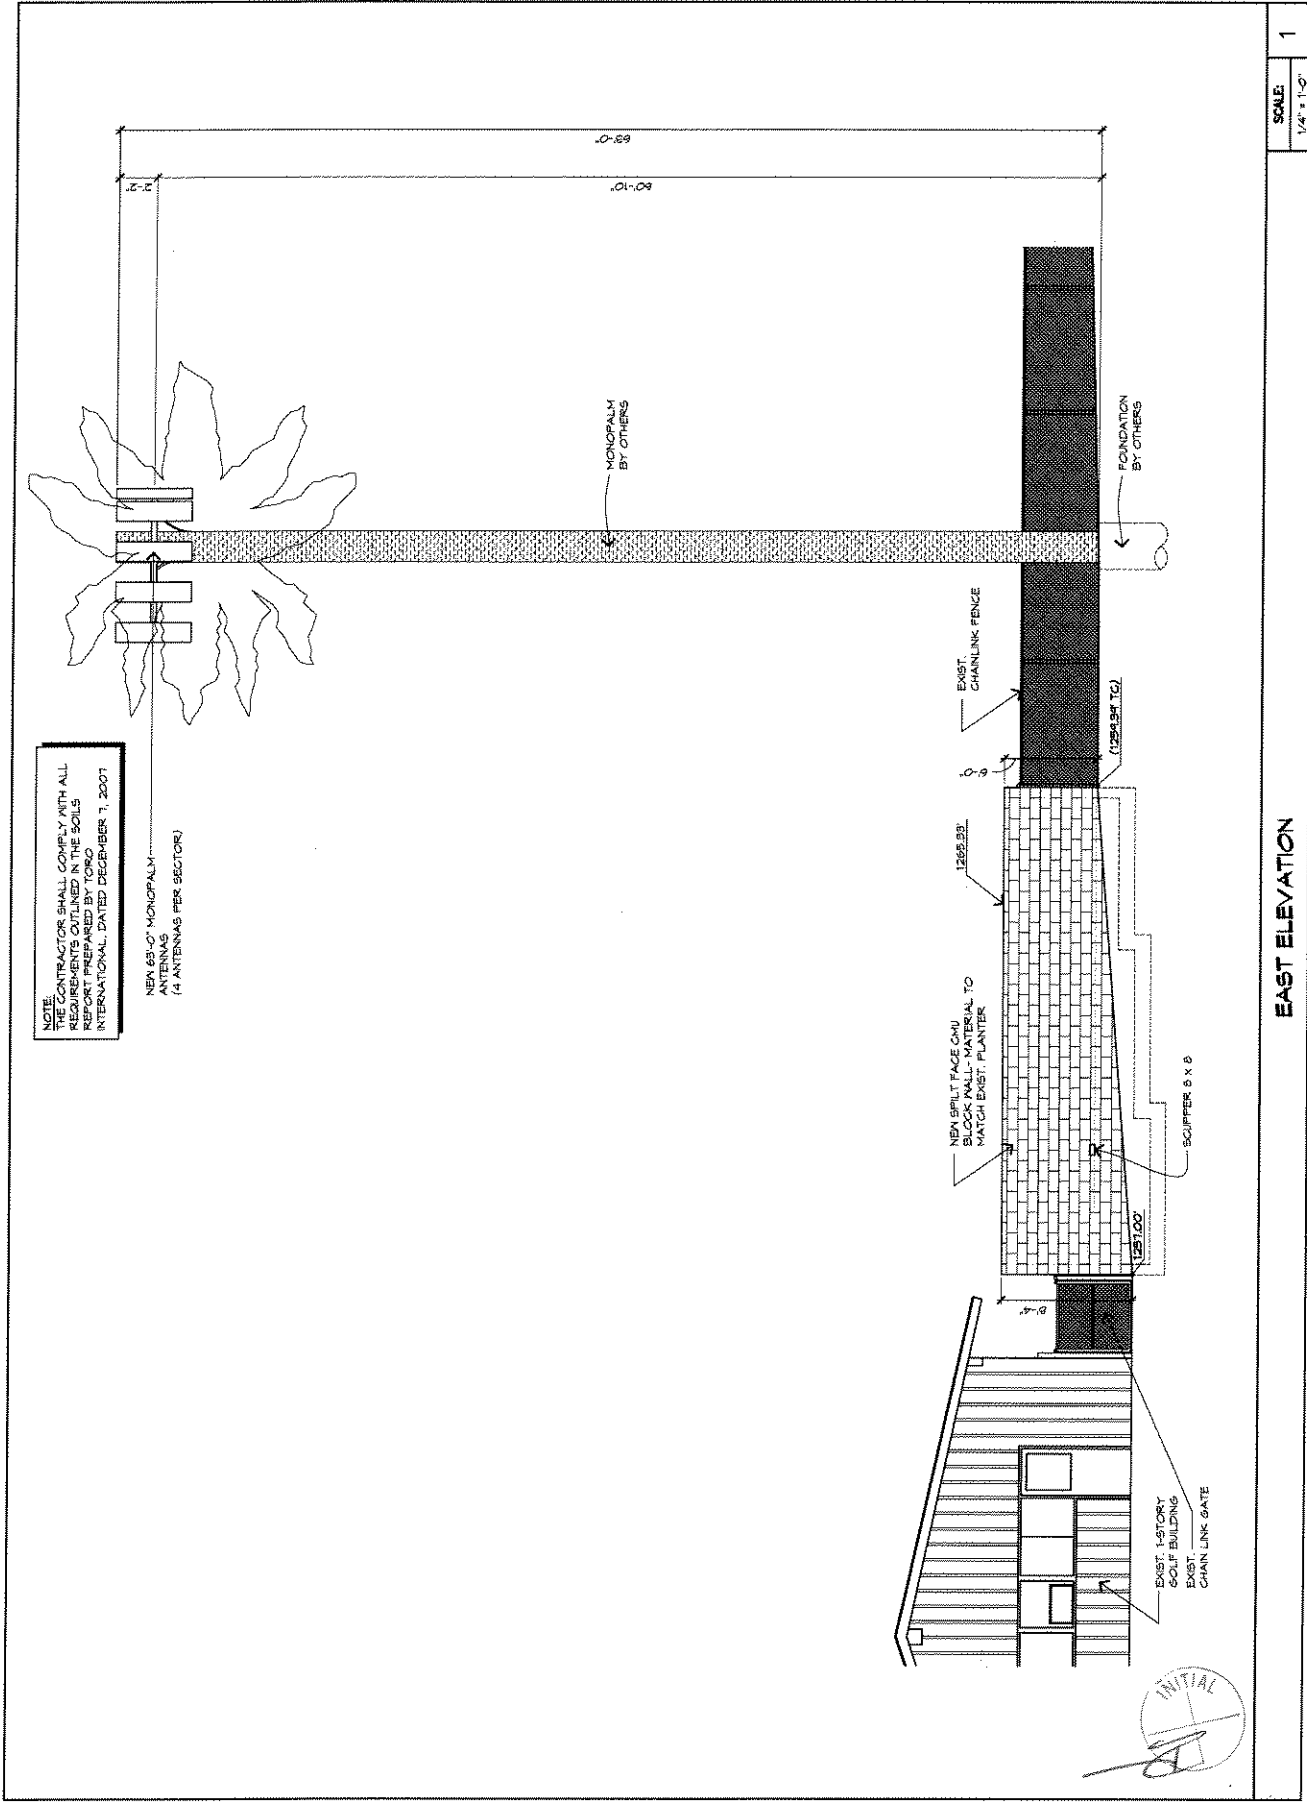 NOTE:
THE CONTRACTOR SHALL COMPLY WITH ALL
REQUIREMENTS OUTLINED IN THE SOILS
REPORT PREPARED BY TORO
INTERNATIONAL, DATED DECEMBER 7, 2007
NEW 63'-0" MONOPALM
ANTENNAS
(4 ANTENNAS PER SECTOR)
2'-2"
63'-0"
60'-10"
MONOPALM
BY OTHERS
EXIST.
CHAINLINK FENCE
6'-0"
1265.33'
NEW SPILT FACE CMU
BLOCK WALL- MATERIAL TO
MATCH EXIST. PLANTER
8'-4"
FOUNDATION
BY OTHERS
(1259.39' TC)
1257.00'
SCUPPER 8 X 8
EXIST. 1-STORY
GOLF BUILDING
EXIST.
CHAIN LINK GATE
INITIAL
EAST ELEVATION
SCALE:
1/4" = 1'-0"
1